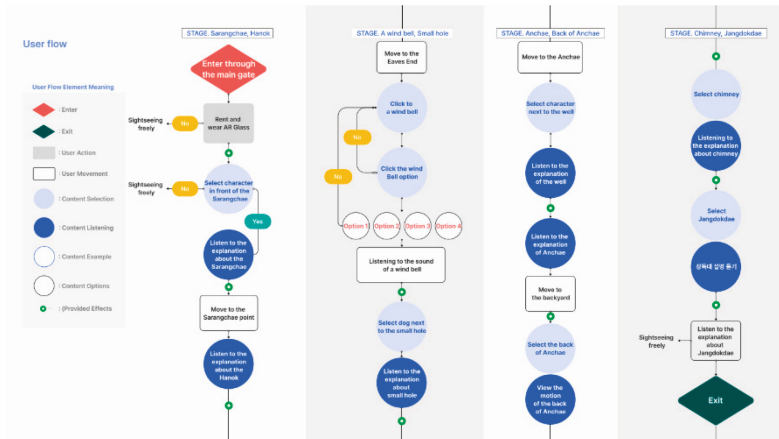 User flow
User Flow Element Meaning
: Enter
: Exit
: User Action
: User Movement
: Content Selection
: Content Listening
: Content Example
: Content Options
: (Provided Effects
STAGE. Sarangchae, Hanok
Enter through
the main gate
Sightseeing
freely
No
Rent and
wear AR Glass
Sightseeing
freely
No
Select character
in front of the
Sarangchae
Yes
Listen to the
explanation
about the
Sarangchae
Move to the
Sarangchae point
Listen to the
explanation
about the
Hanok
STAGE. A wind bell, Small hole
Move to the
Eaves End
Click to
a wind bell
No
No
Click the wind
Bell option
Option 1
Option 2
Option 3
Option 4
Listening to the sound
of a wind bell
Select dog next
to the small hole
Listen to the
explanation
about
small hole
STAGE. Anchae, Back of Anchae
Move to the Anchae
Select character
next to the well
Listen to the
explanation
of the well
Listen to the
explanation
of Anchae
Move to
the backyard
Select the back
of Anchae
View the
motion
of the back
of Anchae
STAGE. Chimney, Jangdokdae
Select chimney
Listening to
the explanation
about chimney
Select
Jangdokdae
장독대 설명 듣기
Sightseeing
freely
Listen to the
explanation
about
Jangdokdae
Exit